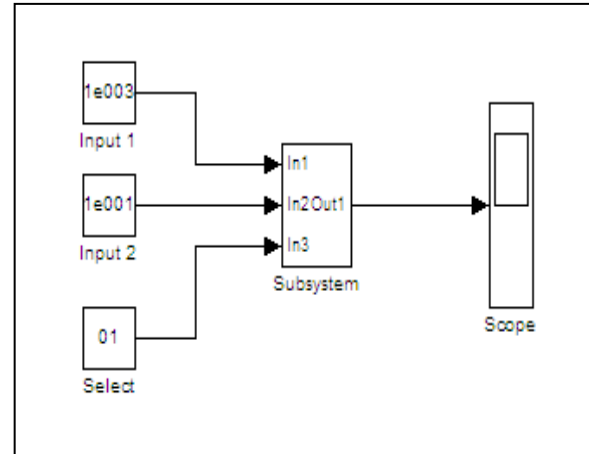 1e003
Input 1
1e001
Input 2
01
Select
In1
In2Out1
In3
Subsystem
Scope